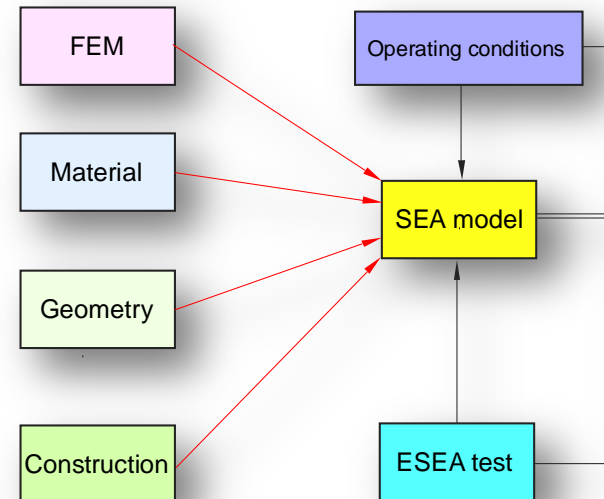 FEM
Operating conditions
Material
SEA model
Geometry
Construction
ESEA test